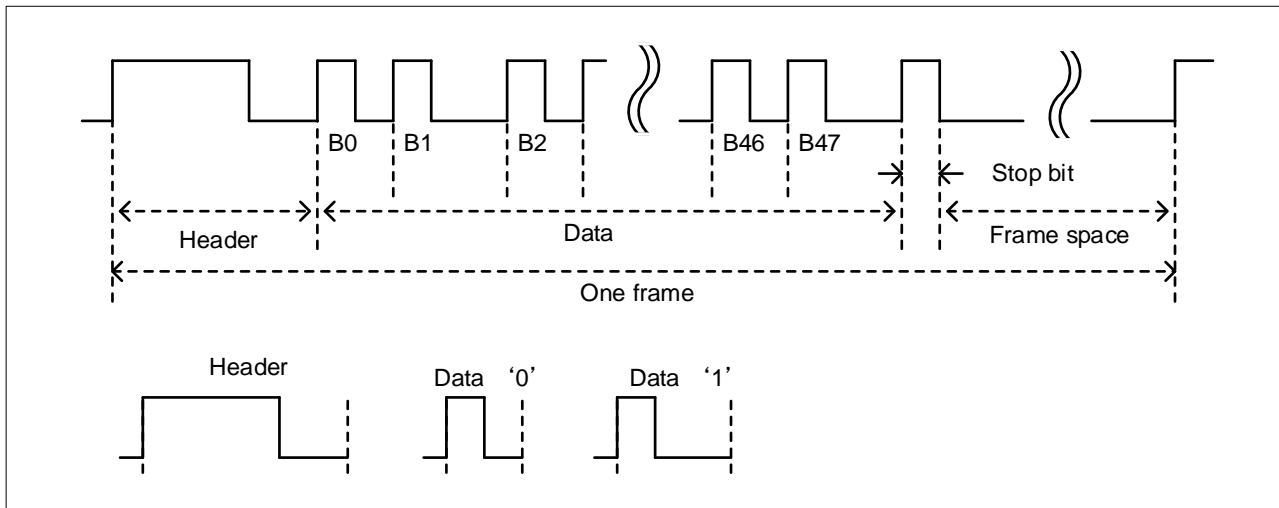 B0 B1 B2 B46 B47
Stop bit
Header Data Frame space
One frame
Header Data ‘0’ Data ‘1’